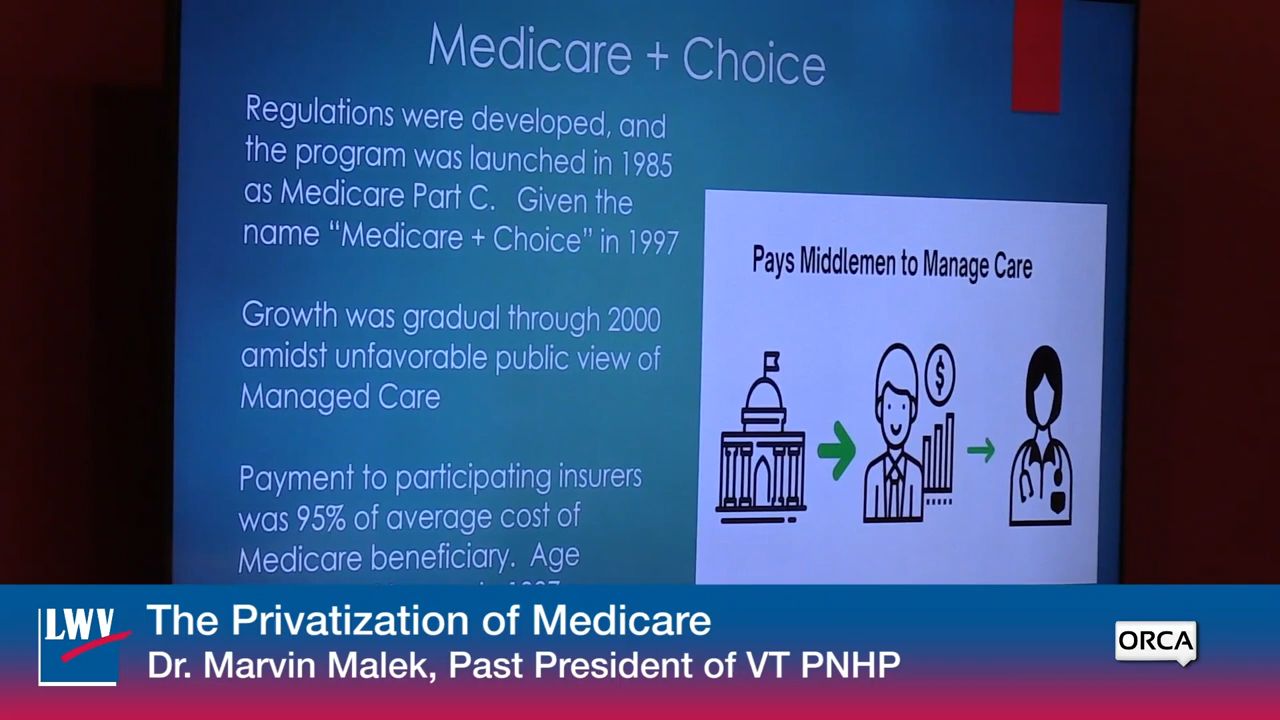 Medicare + Choice
Regulations were developed, and
the program was launched in 1985
as Medicare Part C. Given the
name “Medicare + Choice” in 1997
Growth was gradual through 2000
amidst unfavorable public view of
Managed Care
Payment to participating insurers
was 95% of average cost of
Medicare beneficiary. Age
Pays Middlemen to Manage Care
$
LWV
The Privatization of Medicare
Dr. Marvin Malek, Past President of VT PNHP
ORCA